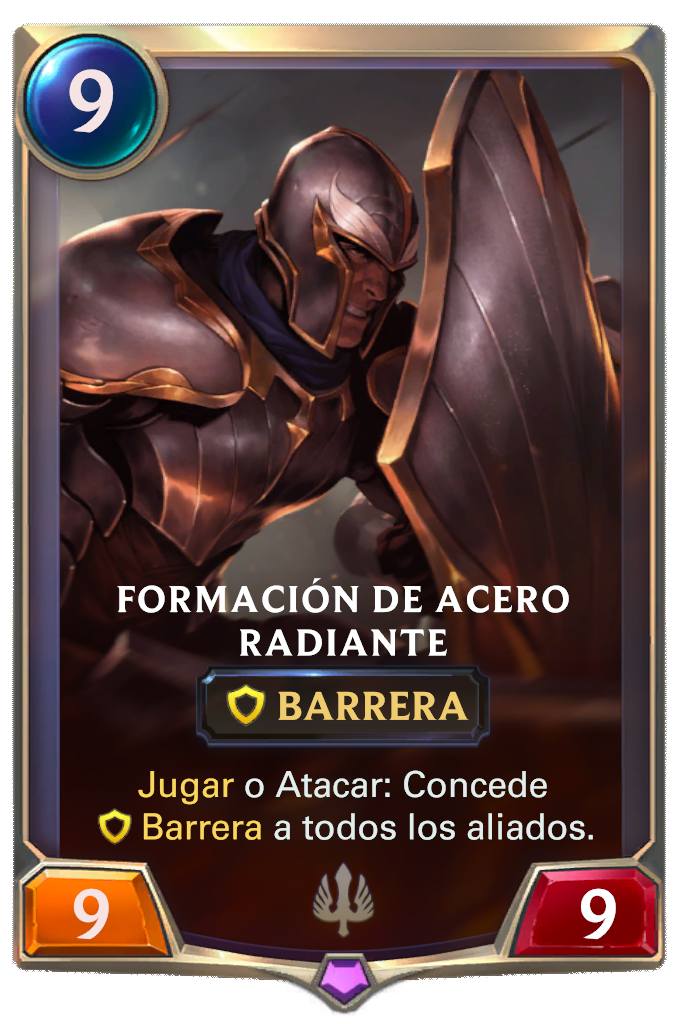 9
FORMACIÓN DE ACERO
RADIANTE
BARRERA
Jugar o Atacar: Concede
Barrera a todos los aliados.
9
9